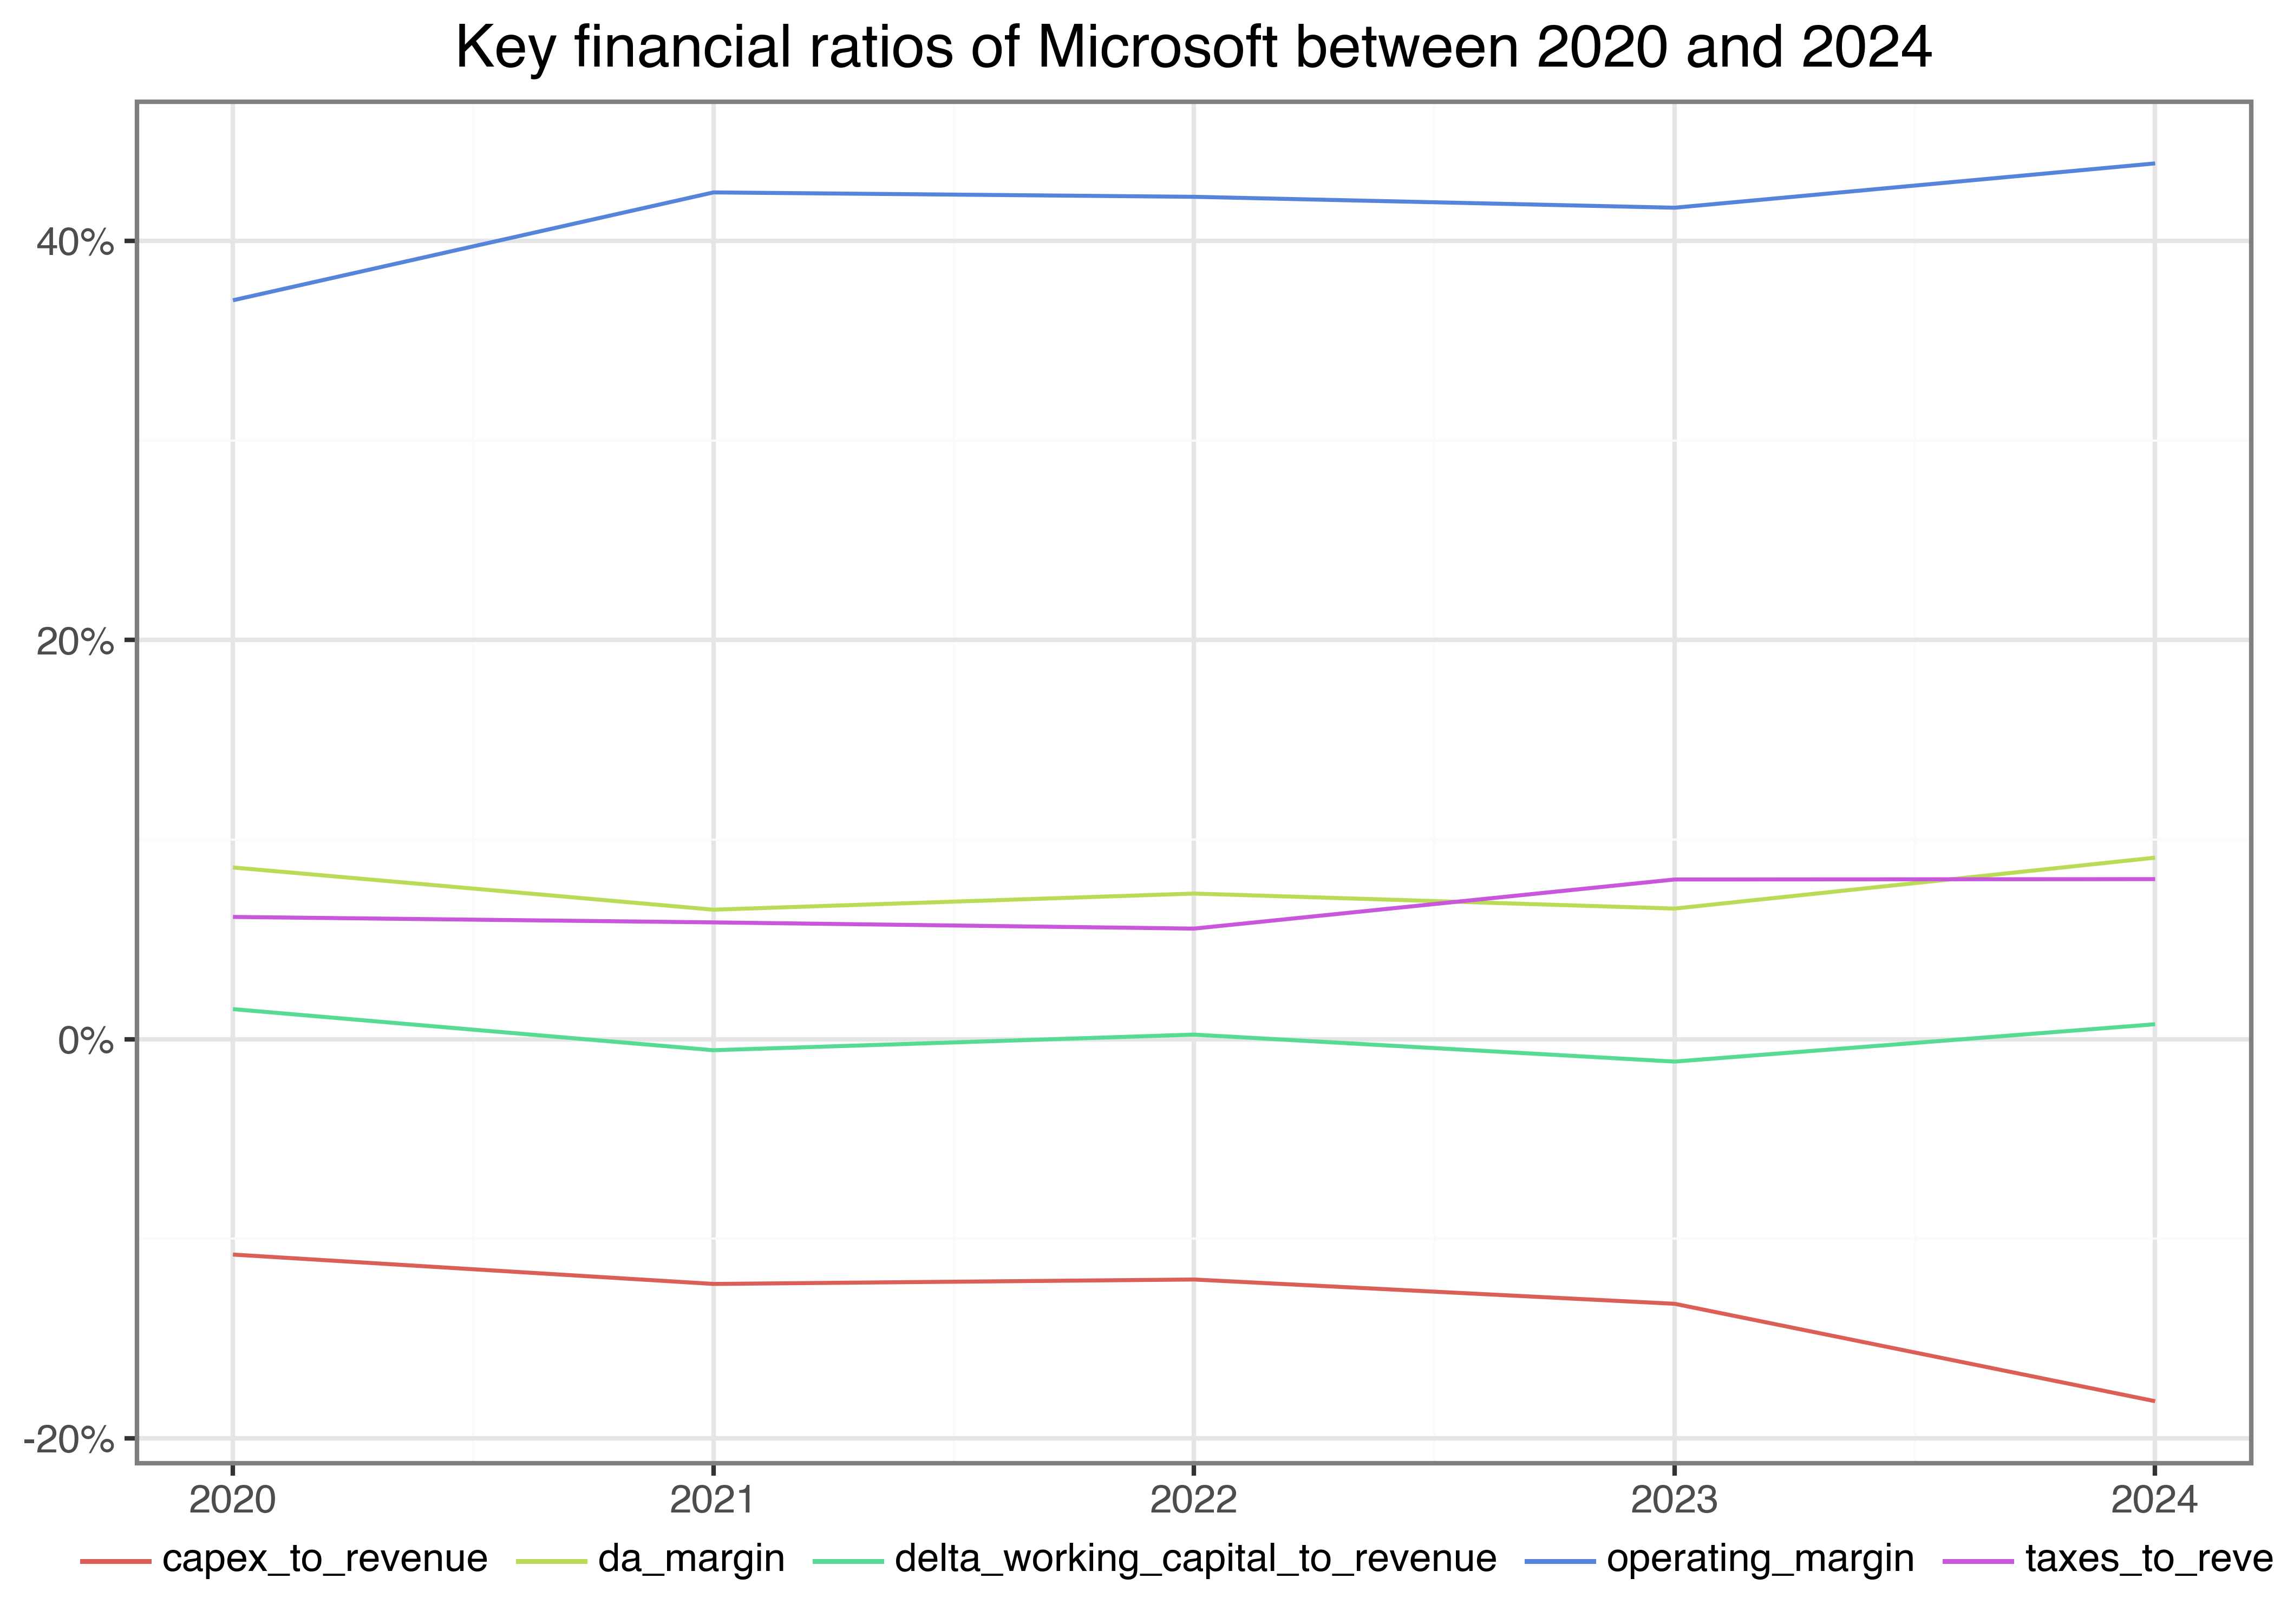 Key financial ratios of Microsoft between 2020 and 2024
40%
20%
0%
-20%
2020 2021 2022 2023 2024
capex_to_revenue da_margin delta_working_capital_to_revenue operating_margin taxes_to_reve